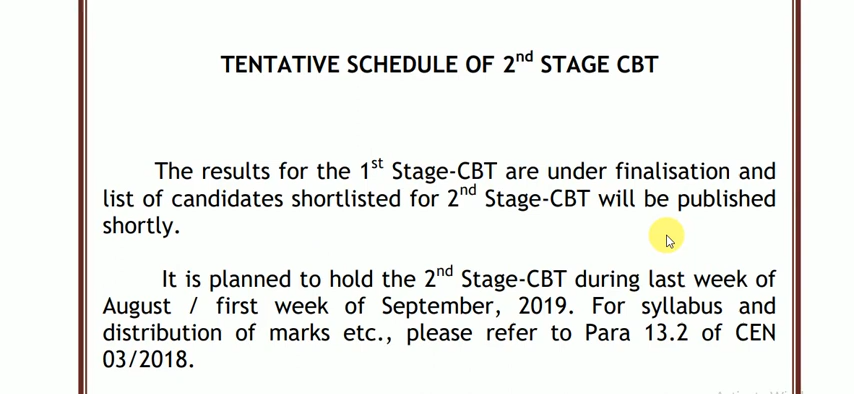 TENTATIVE SCHEDULE OF 2nd STAGE CBT
The results for the 1st Stage-CBT are under finalisation and
list of candidates shortlisted for 2nd Stage-CBT will be published
shortly.
It is planned to hold the 2nd Stage-CBT during last week of
August / first week of September, 2019. For syllabus and
distribution of marks etc., please refer to Para 13.2 of CEN
03/2018.